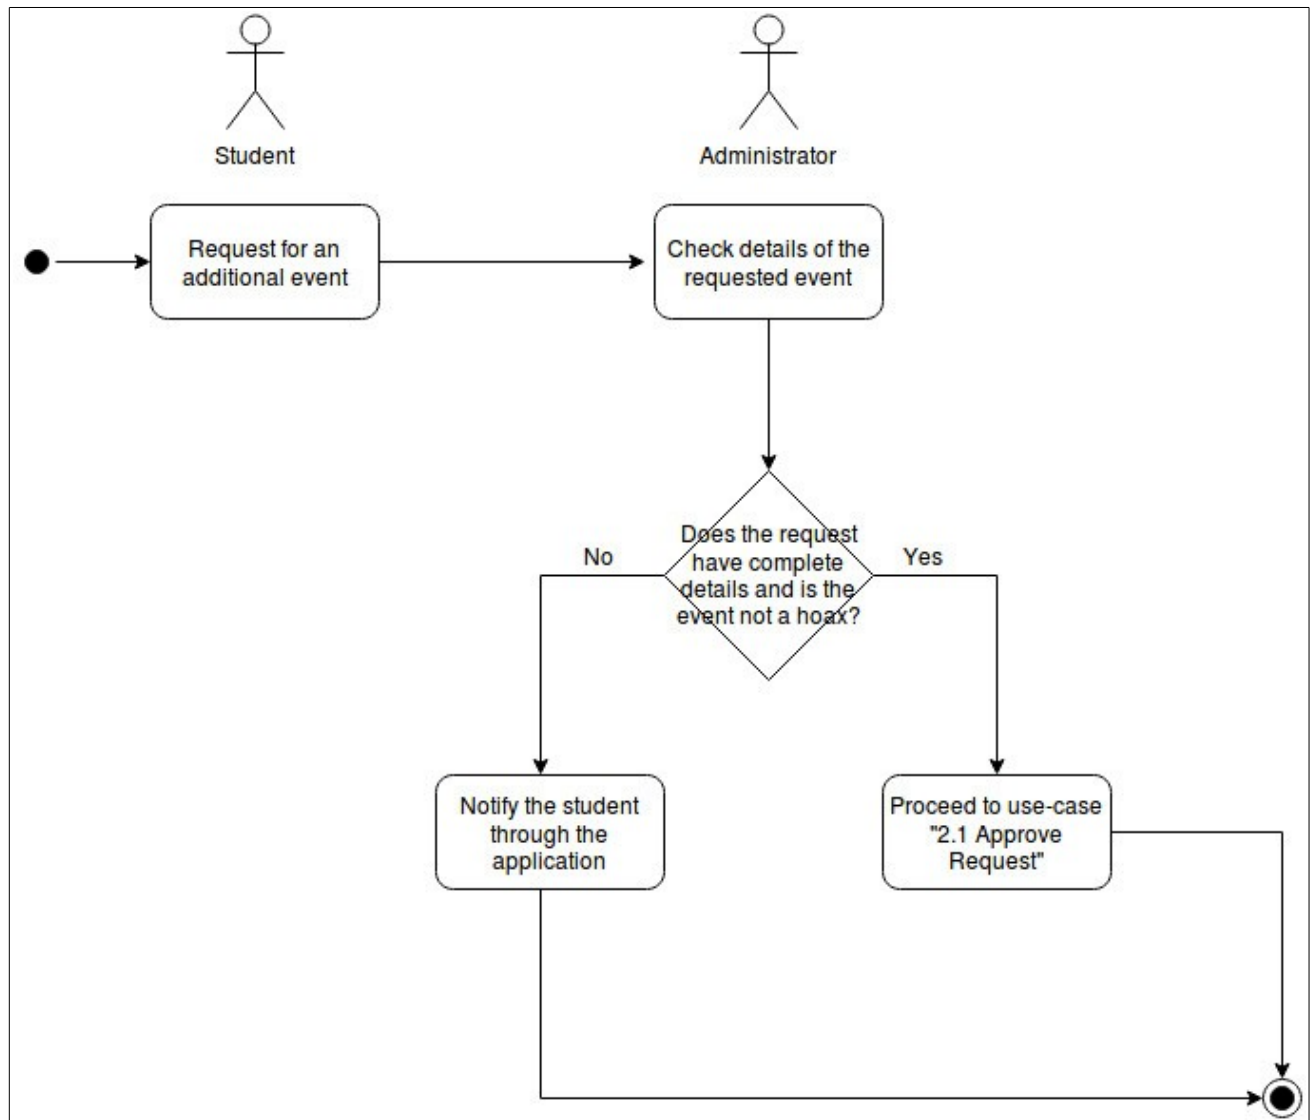 Student
Administrator
Request for an
additional event
Check details of the
requested event
Does the request
have complete
details and is the
event not a hoax?
No
Yes
Notify the student
through the
application
Proceed to use-case
"2.1 Approve
Request"